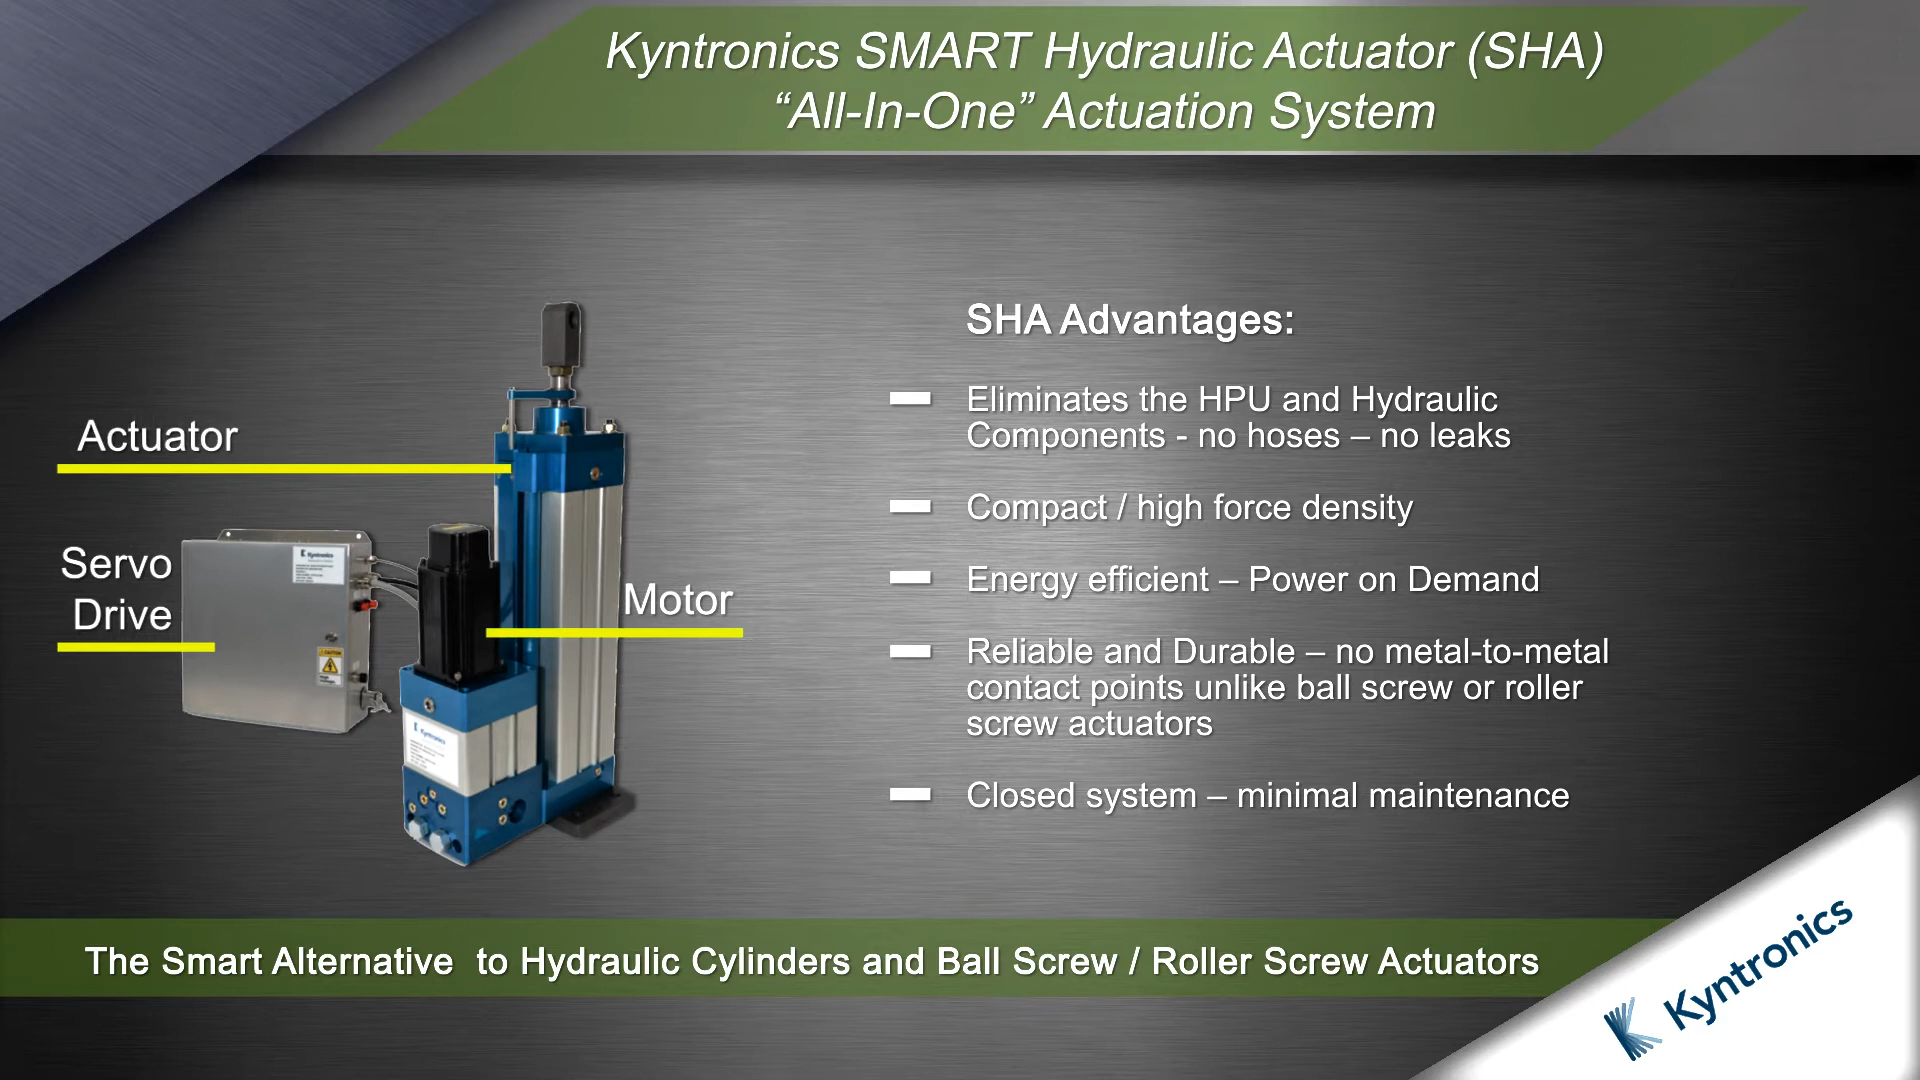 Kyntronics SMART Hydraulic Actuator (SHA)
“All-In-One” Actuation System
SHA Advantages:
Eliminates the HPU and Hydraulic
Components - no hoses – no leaks
Compact / high force density
Energy efficient – Power on Demand
Reliable and Durable – no metal-to-metal
contact points unlike ball screw or roller
screw actuators
Closed system – minimal maintenance
Actuator
Servo
Drive
Motor
Kyntronics
CAUTION
Kyntronics
The Smart Alternative to Hydraulic Cylinders and Ball Screw / Roller Screw Actuators
Kyntronics